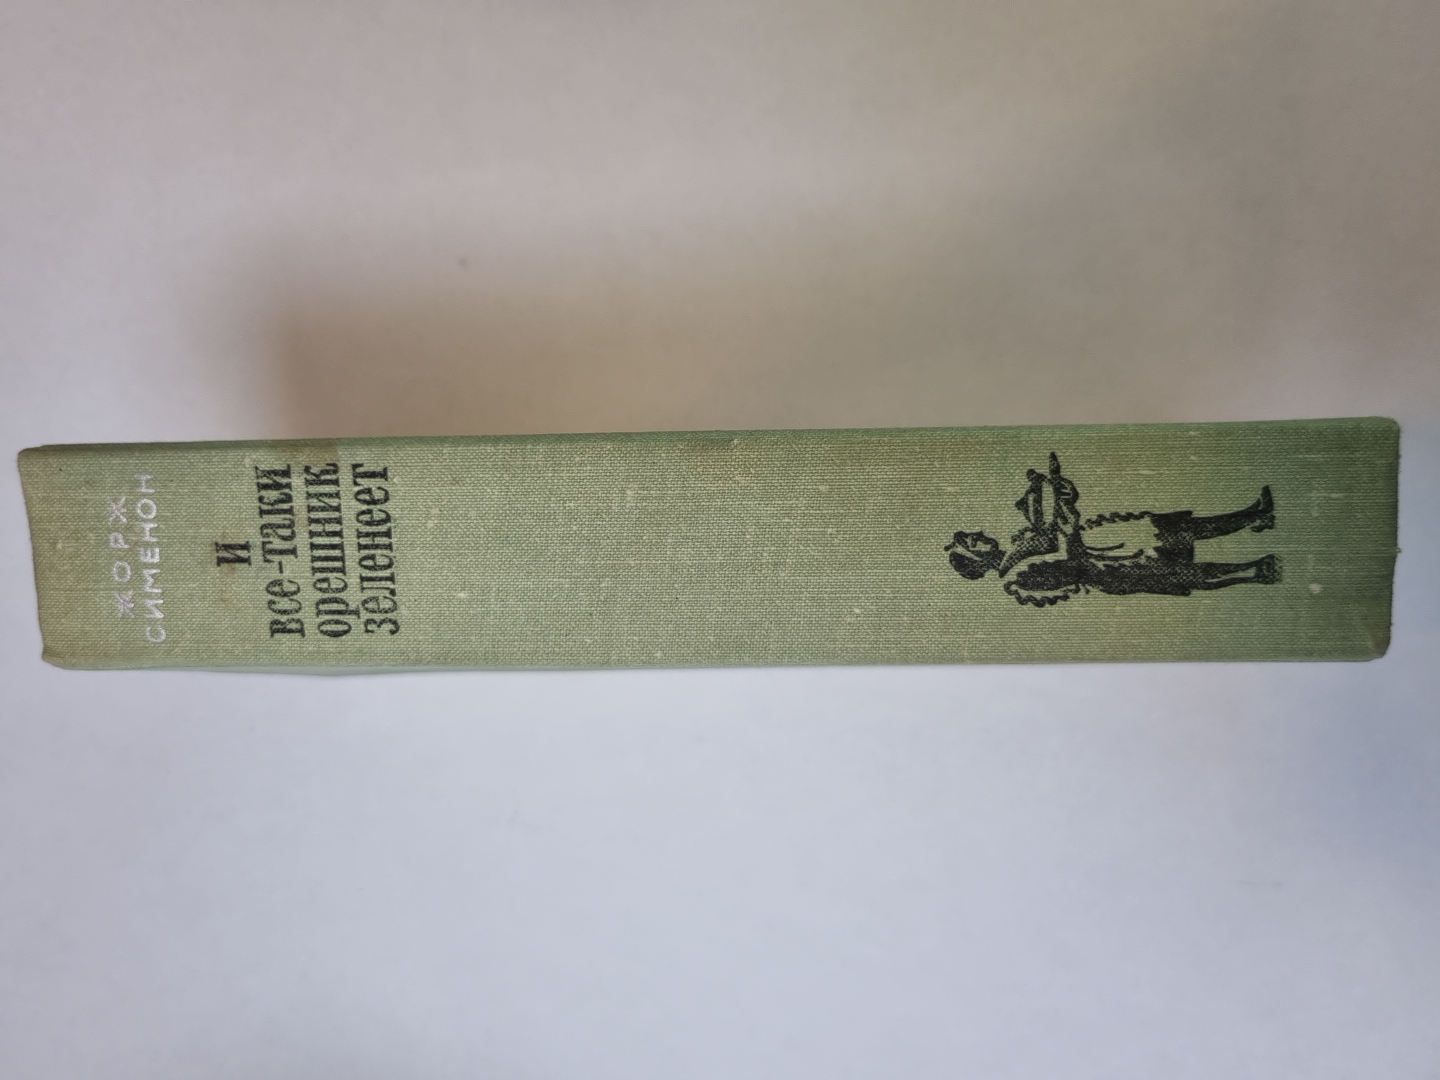 ЖОРЖ
СИМЕНОН
И
все-таки
орешник
зеленеет